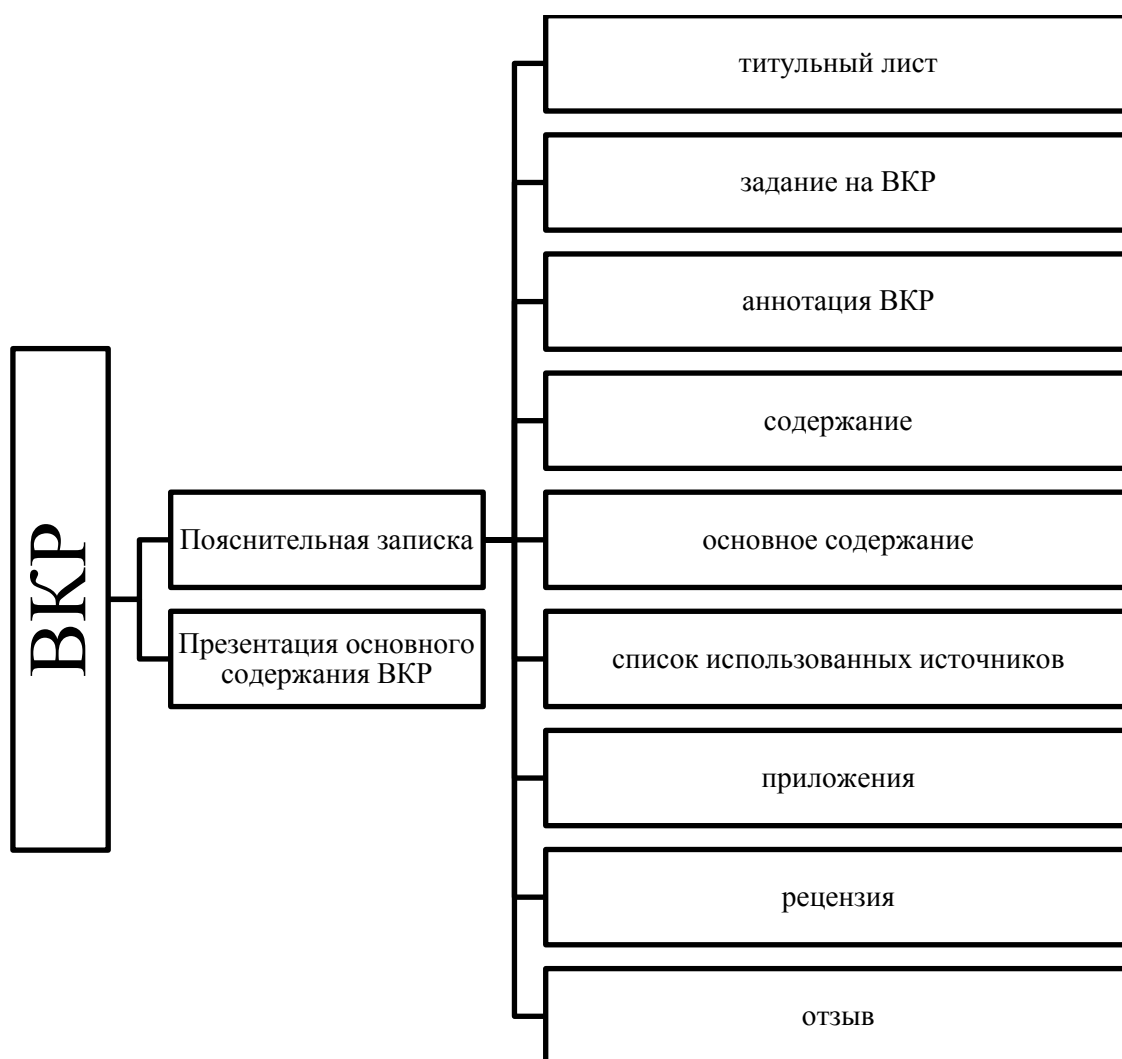 ВКР
Пояснительная записка
Презентация основного
содержания ВКР
титульный лист
задание на ВКР
аннотация ВКР
содержание
основное содержание
список использованных источников
приложения
рецензия
отзыв